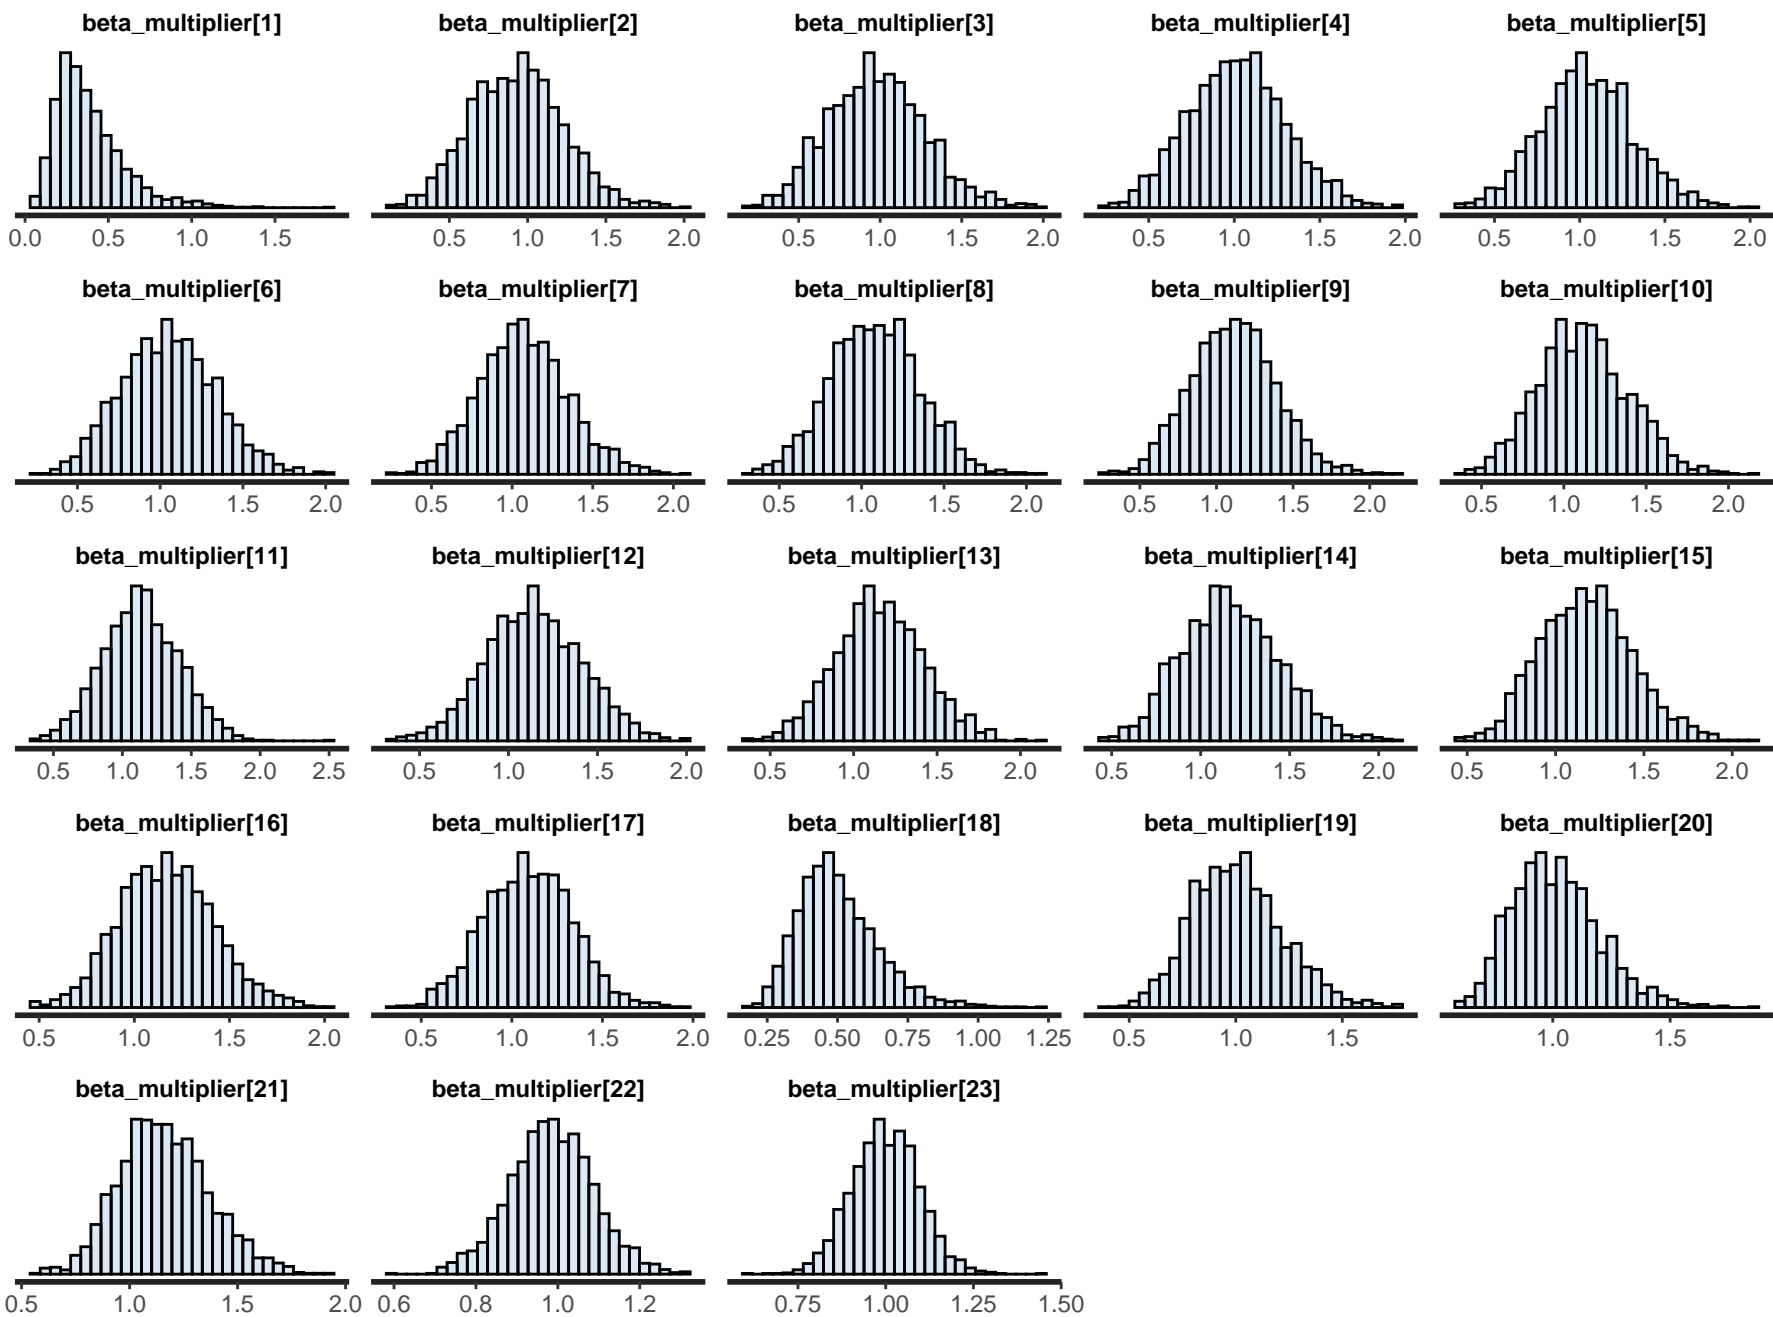 beta_multiplier[1] beta_multiplier[2] beta_multiplier[3] beta_multiplier[4] beta_multiplier[5]
0.0 0.5 1.0 1.5 0.5 1.0 1.5 2.0 0.5 1.0 1.5 2.0 0.5 1.0 1.5 2.0 0.5 1.0 1.5 2.0
beta_multiplier[6] beta_multiplier[7] beta_multiplier[8] beta_multiplier[9] beta_multiplier[10]
0.5 1.0 1.5 2.0 0.5 1.0 1.5 2.0 0.5 1.0 1.5 2.0 0.5 1.0 1.5 2.0 0.5 1.0 1.5 2.0
beta_multiplier[11] beta_multiplier[12] beta_multiplier[13] beta_multiplier[14] beta_multiplier[15]
0.5 1.0 1.5 2.0 2.5 0.5 1.0 1.5 2.0 0.5 1.0 1.5 2.0 0.5 1.0 1.5 2.0 0.5 1.0 1.5 2.0
beta_multiplier[16] beta_multiplier[17] beta_multiplier[18] beta_multiplier[19] beta_multiplier[20]
0.5 1.0 1.5 2.0 0.5 1.0 1.5 2.0 0.25 0.50 0.75 1.00 1.25 0.5 1.0 1.5 1.0 1.5
beta_multiplier[21] beta_multiplier[22] beta_multiplier[23]
0.5 1.0 1.5 2.0 0.6 0.8 1.0 1.2 0.75 1.00 1.25 1.50